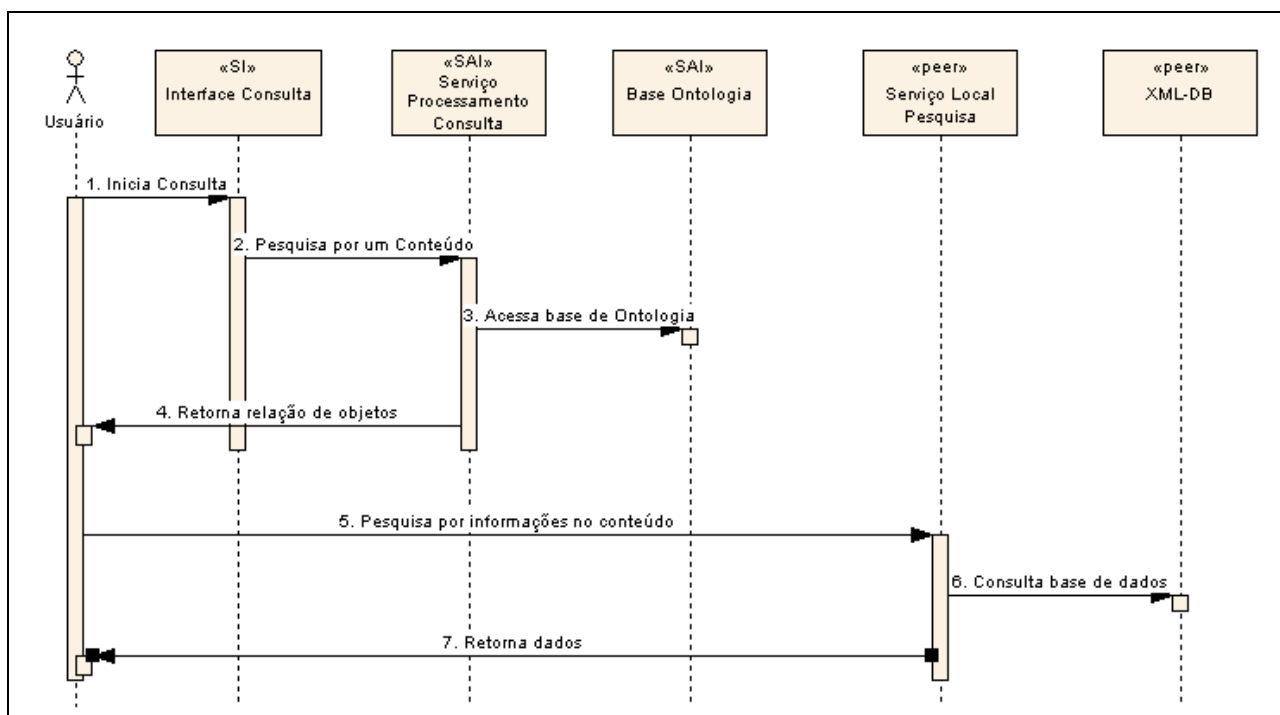 Usuário
«SI»
Interface Consulta
«SAI»
Serviço
Processamento
Consulta
«SAI»
Base Ontologia
«peer»
Serviço Local
Pesquisa
«peer»
XML-DB
1. Inicia Consulta
2. Pesquisa por um Conteúdo
3. Acessa base de Ontologia
4. Retorna relação de objetos
5. Pesquisa por informações no conteúdo
6. Consulta base de dados
7. Retorna dados